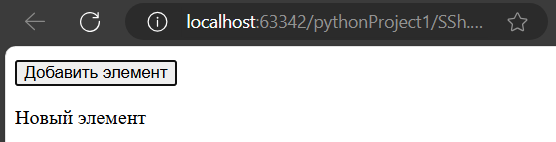 localhost:63342/pythonProject1/SSh....
Добавить элемент
Новый элемент